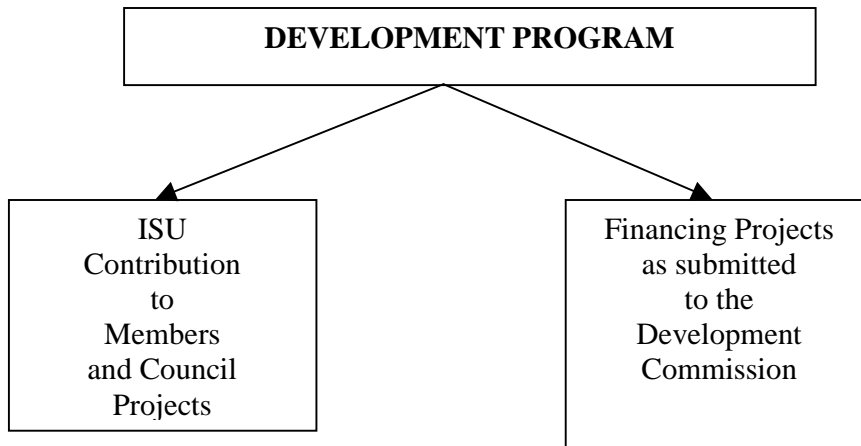 DEVELOPMENT PROGRAM
ISU
Contribution
to
Members
and Council
Projects
Financing Projects
as submitted
to the
Development
Commission